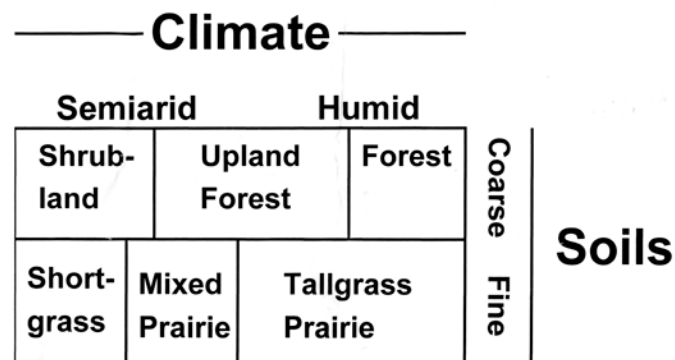 Climate
Semiarid Humid
Shrub- Upland Forest
land Forest
Coarse
Soils
Short- Mixed Tallgrass
grass Prairie Prairie
Fine